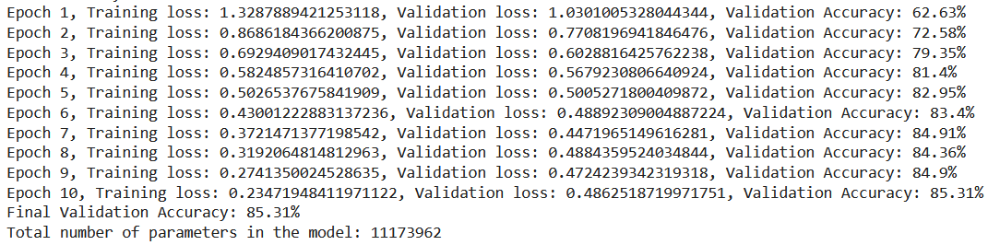 Epoch 1, Training loss: 1.3287889421253118, Validation loss: 1.0301005328044344, Validation Accuracy: 62.63%
Epoch 2, Training loss: 0.8686184366200875, Validation loss: 0.7708196941846476, Validation Accuracy: 72.58%
Epoch 3, Training loss: 0.6929409017432445, Validation loss: 0.6028816425762238, Validation Accuracy: 79.35%
Epoch 4, Training loss: 0.5824857316410702, Validation loss: 0.5679230806640924, Validation Accuracy: 81.4%
Epoch 5, Training loss: 0.5026537675841909, Validation loss: 0.5005271800409872, Validation Accuracy: 82.95%
Epoch 6, Training loss: 0.43001222883137236, Validation loss: 0.48892309004887224, Validation Accuracy: 83.4%
Epoch 7, Training loss: 0.3721471377198542, Validation loss: 0.4471965149616281, Validation Accuracy: 84.91%
Epoch 8, Training loss: 0.3192064814812963, Validation loss: 0.4884359524034844, Validation Accuracy: 84.36%
Epoch 9, Training loss: 0.2741350024528635, Validation loss: 0.4724239342319318, Validation Accuracy: 84.9%
Epoch 10, Training loss: 0.23471948411971122, Validation loss: 0.4862518719971751, Validation Accuracy: 85.31%
Final Validation Accuracy: 85.31%
Total number of parameters in the model: 11173962